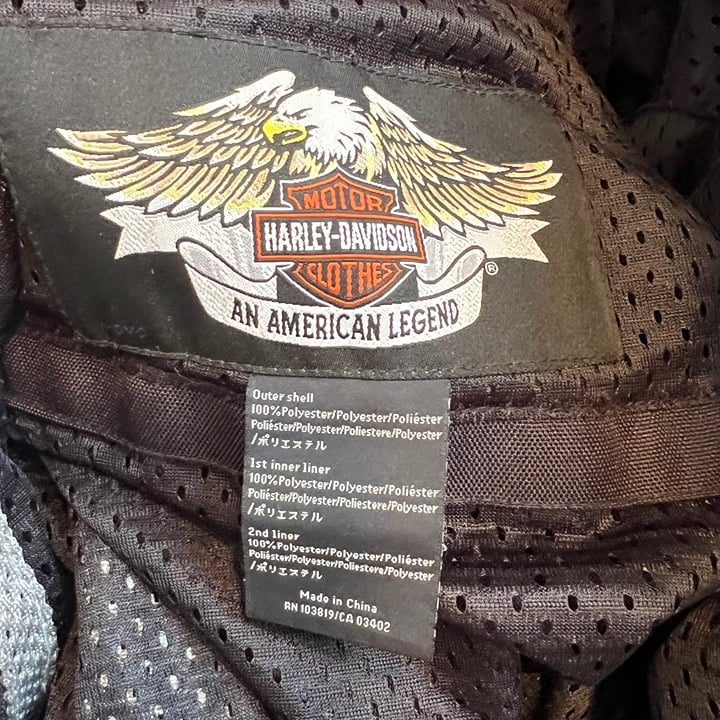 MOTOR
HARLEY-DAVIDSON
CLOTHES
®
AN AMERICAN LEGEND
Outer shell
100%Polyester/Polyester/Poliéster
Poliéster/Polyester/Poliestere/Polyester
/ポリエステル
1st inner liner
100%Polyester/Polyester/Poliéster
Poliéster/Polyester/Poliestere/Polyester
/ポリエステル
2nd liner
100%Polyester/Polyester/Poliéster
Poliéster/Polyester/Poliestere/Polyester
/ポリエステル
Made in China
RN 103819/CA 03402